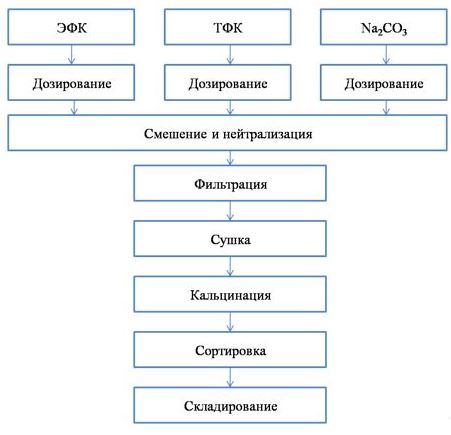 ЭФК
ТФК
Na₂CO₃
Дозирование
Дозирование
Дозирование
Смешение и нейтрализация
Фильтрация
Сушка
Кальцинация
Сортировка
Складирование